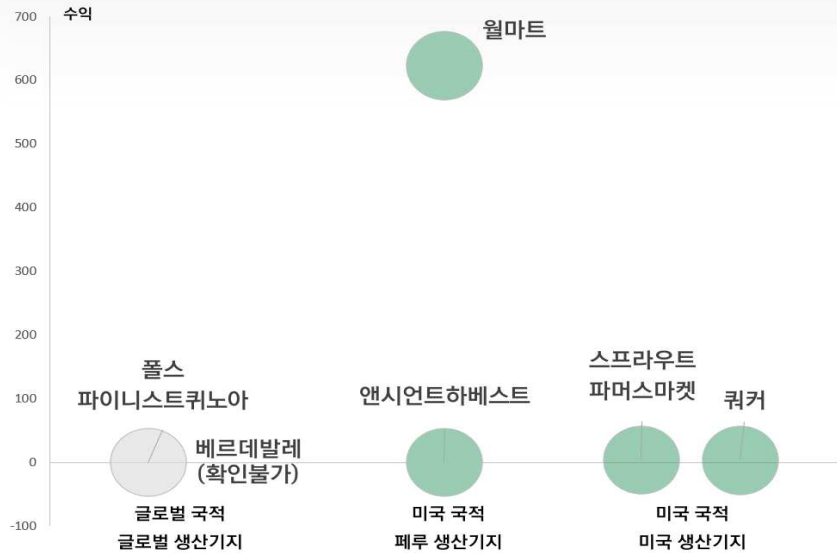 700
수익
월마트
600
500
400
300
200
스프라우트
폴스
파머스마켓
쿼커
앤시언트하베스트
파이니스트퀴노아
100
베르데발레
(확인불가)
0
글로벌 국적
미국 국적
미국 국적
-100
글로벌 생산기지
페루 생산기지
미국 생산기지